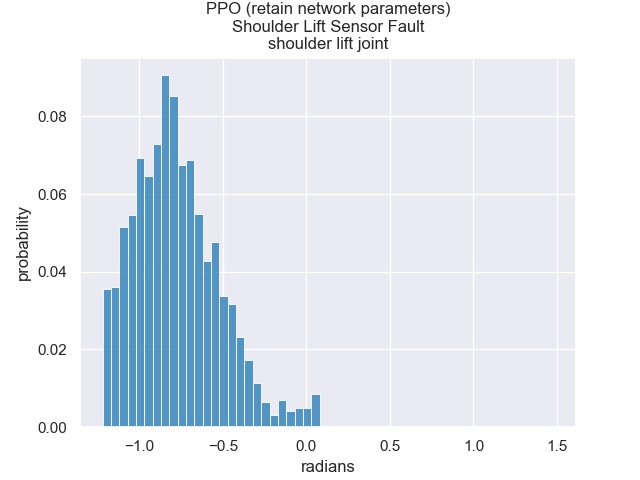 PPO (retain network parameters)
Shoulder Lift Sensor Fault
shoulder lift joint
0.08
0.06
0.04
0.02
0.00
probability
−1.0
−0.5
0.0
0.5
1.0
1.5
radians